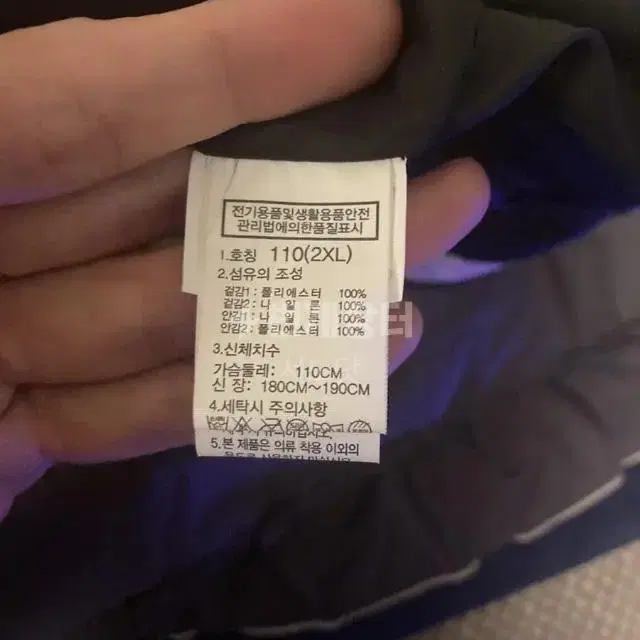 전기용품및생활용품안전
관리법에의한품질표시
1.호칭 110(2XL)
2.섬유의 조성
겉감1: 폴리에스터 100%
겉감2: 나 일 론 100%
안감1: 나 일 론 100%
안감2: 폴리에스터 100%
3.신체치수
가슴둘레: 110CM
신 장: 180CM~190CM
4.세탁시 주의사항
5.본 제품은 의류 착용 이외의